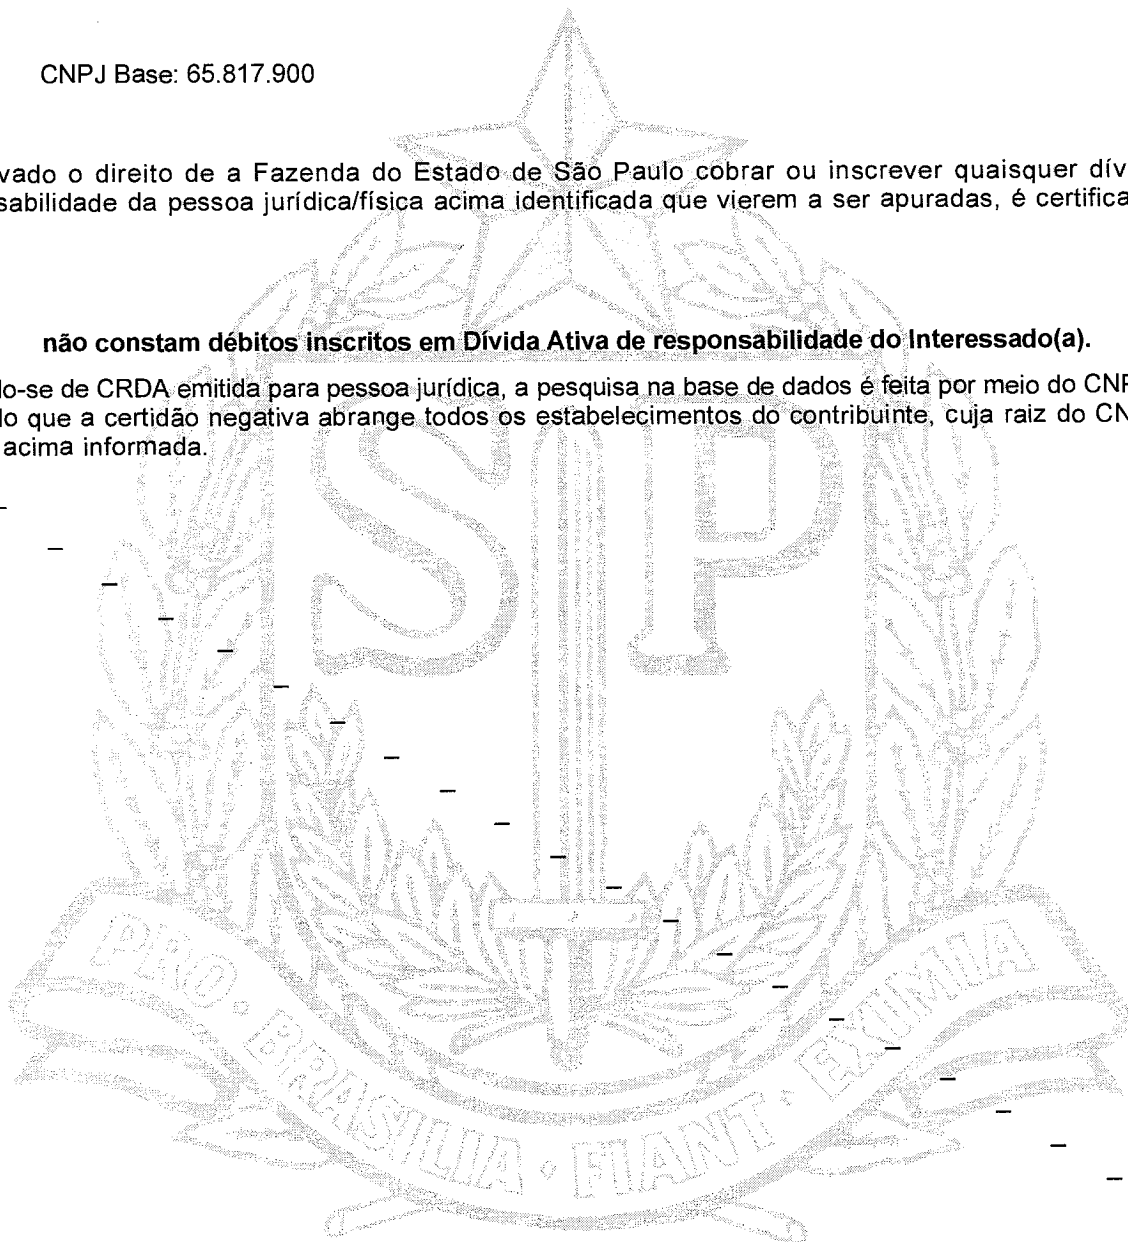 CNPJ Base: 65.817.900
vado o direito de a Fazenda do Estado de São Paulo cobrar ou inscrever quaisquer dív
sabilidade da pessoa jurídica/física acima identificada que vierem a ser apuradas, é certifica
não constam débitos inscritos em Dívida Ativa de responsabilidade do Interessado(a).
do-se de CRDA emitida para pessoa jurídica, a pesquisa na base de dados é feita por meio do CNP
do que a certidão negativa abrange todos os estabelecimentos do contribuinte, cuja raiz do CN
acima informada.
SP
PRO · BRASILIA · FIANT · EXIMIA